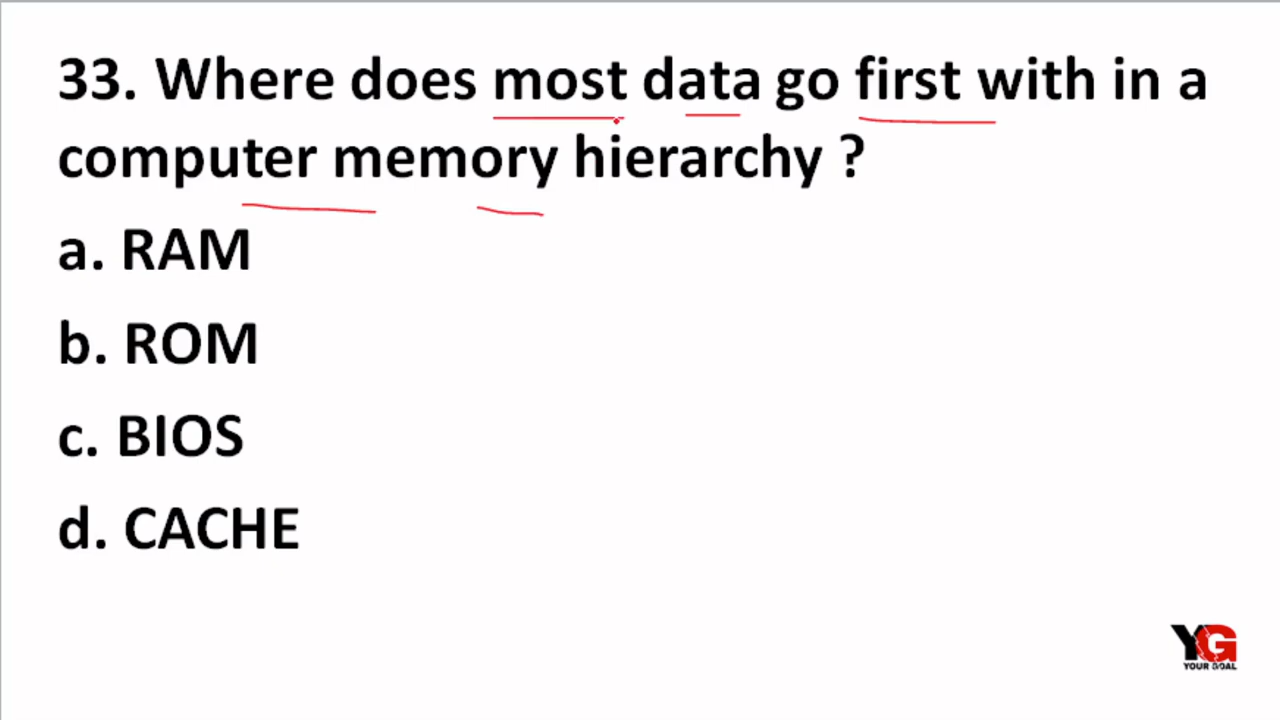 33. Where does most data go first with in a
computer memory hierarchy ?
a. RAM
b. ROM
c. BIOS
d. CACHE
YG
YOUR GOAL